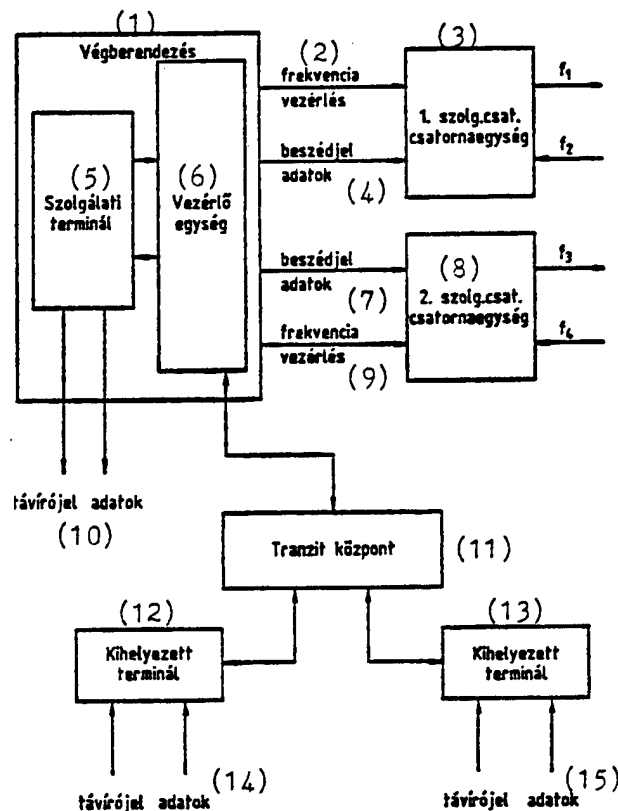 (1)
Végberendezés
(2)
frekvencia
vezérlés
(3)
1. szolg.csat.
csatornaegység
f₁
f₂
beszédjel
adatok
(4)
(5)
Szolgálati
terminál
(6)
Vezérlő
egység
beszédjel
adatok
(7)
(8)
2. szolg.csat.
csatornaegység
f₃
f₄
frekvencia
vezérlés
(9)
távírójel adatok
(10)
Tranzit központ
(11)
(12)
Kihelyezett
terminál
(13)
Kihelyezett
terminál
távírójel adatok
(14)
távírójel adatok
(15)